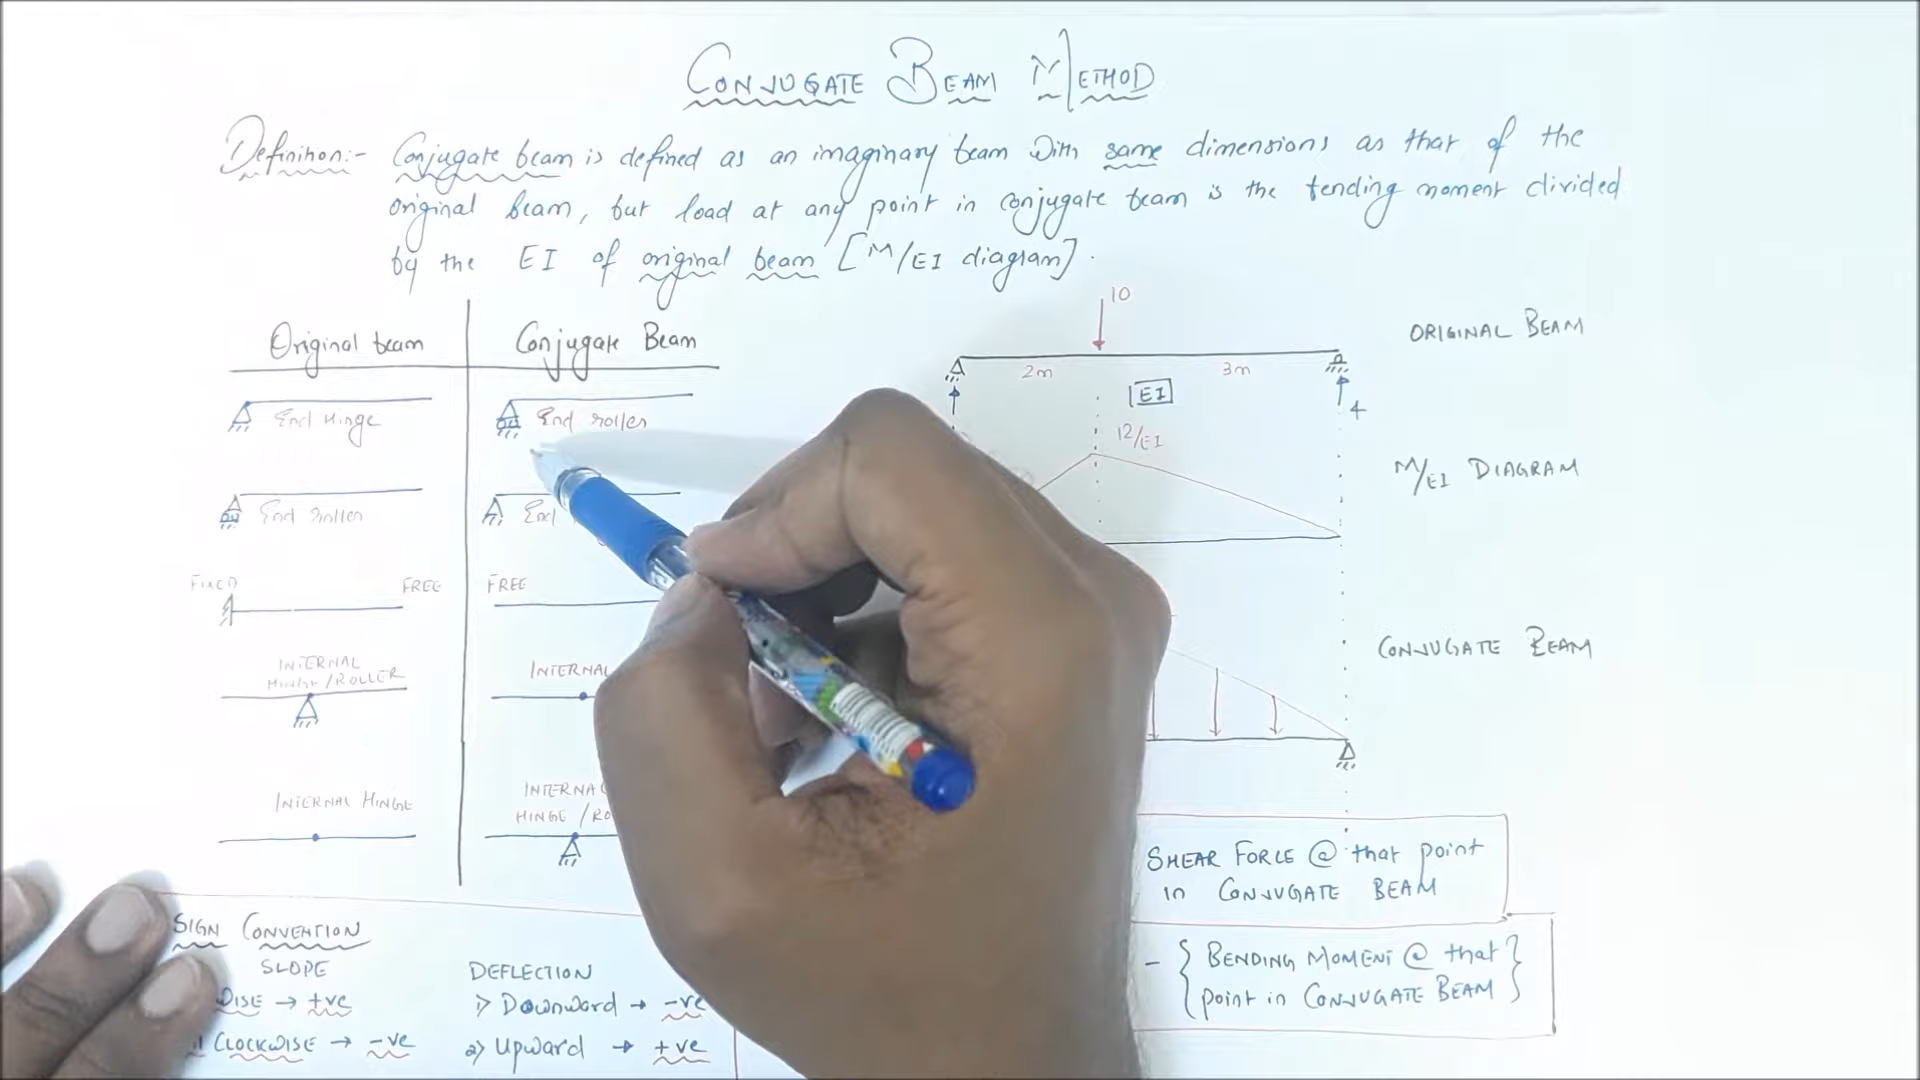 CONJUGATE BEAM METHOD
Definition:- Conjugate beam is defined as an imaginary beam with same dimensions as that of the
original beam, but load at any point in conjugate beam is the bending moment divided
by the EI of original beam [M/EI diagram].
Original beam
Conjugate Beam
End Hinge
End roller
End roller
End
FIXED
FREE
FREE
INTERNAL
HINGE/ROLLER
INTERNAL
INTERNAL HINGE
INTERNAL
HINGE /RO
10
2m
3m
EI
4
ORIGINAL BEAM
12/EI
M/EI DIAGRAM
CONJUGATE BEAM
SHEAR FORCE @ that point
in CONJUGATE BEAM
- { BENDING MOMENT @ that
point in CONJUGATE BEAM }
SIGN CONVENTION
SLOPE
WISE → +ve
CLOCKWISE → -ve
DEFLECTION
1) Downward → -ve
2) Upward → +ve